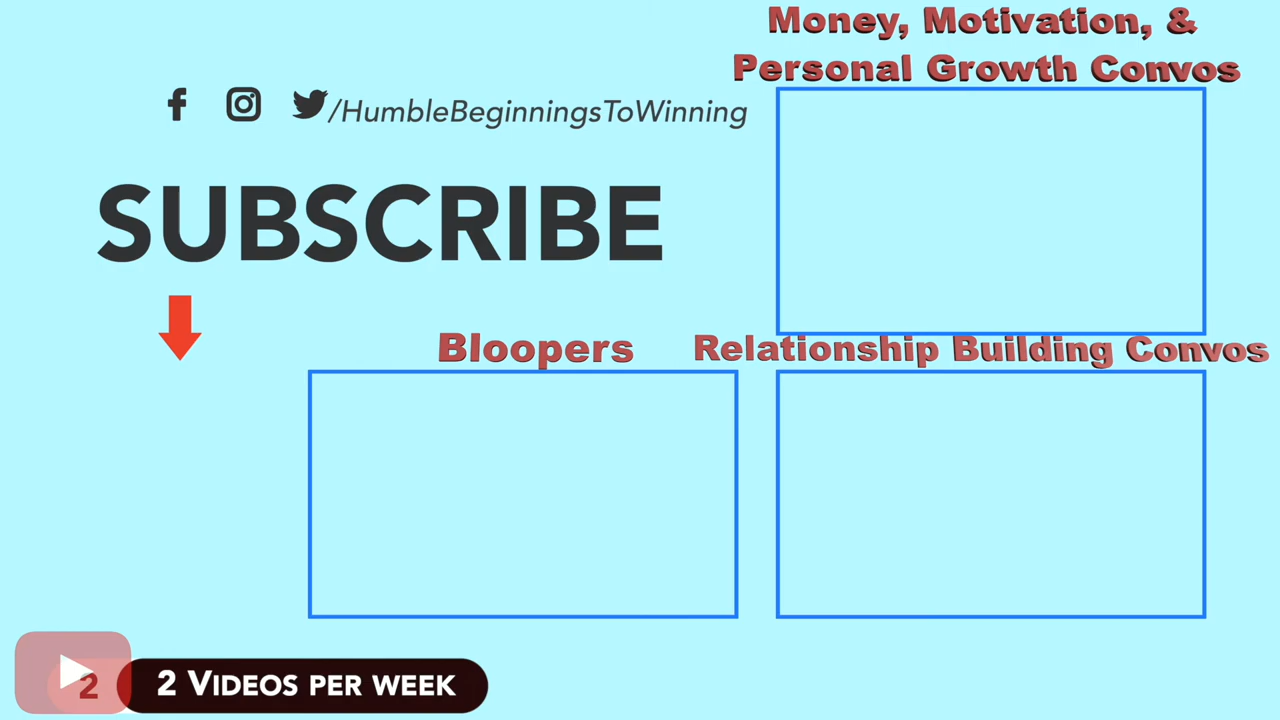 Money, Motivation, &
Personal Growth Convos
/HumbleBeginningsToWinning
SUBSCRIBE
Bloopers
Relationship Building Convos
2
2 VIDEOS PER WEEK